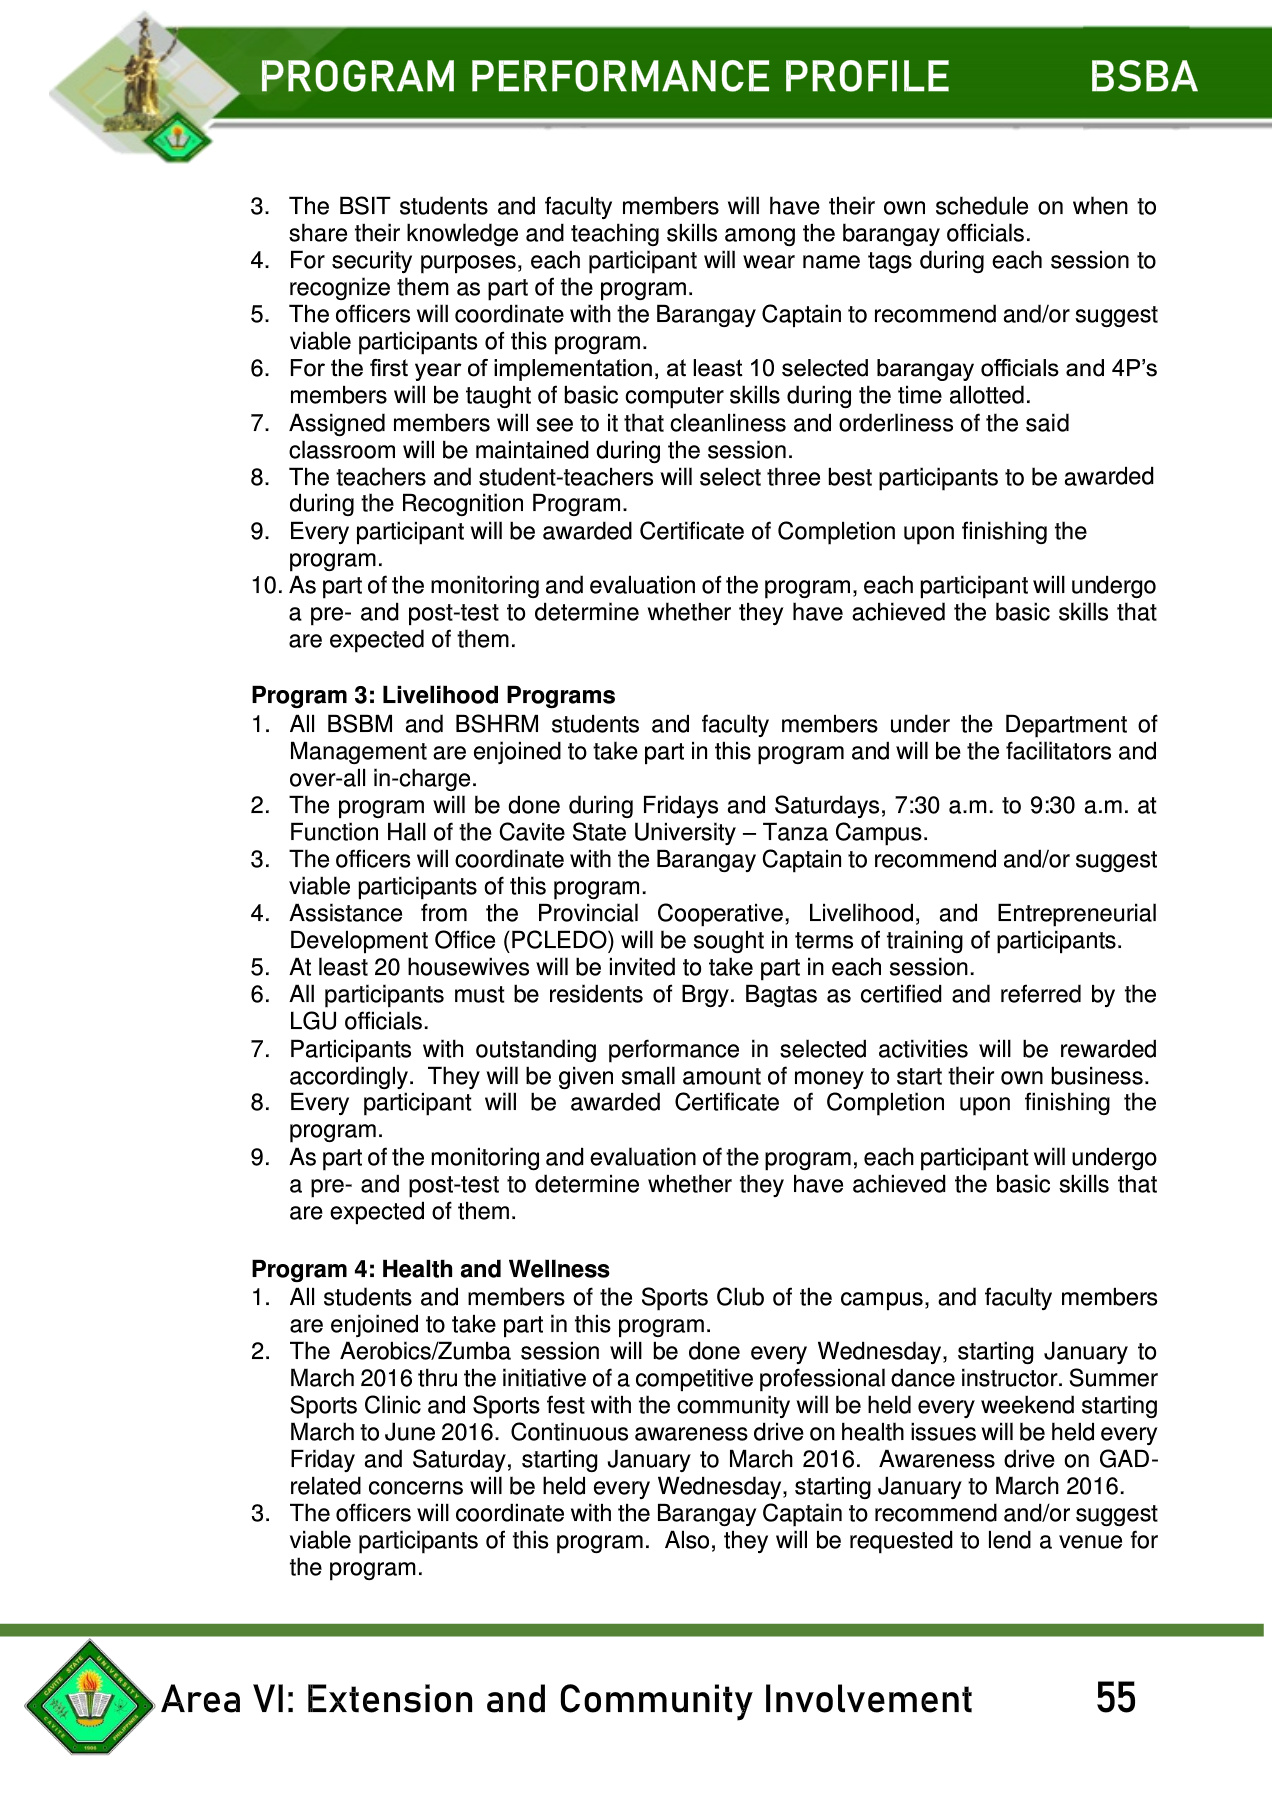 PROGRAM PERFORMANCE PROFILE BSBA
3. The BSIT students and faculty members will have their own schedule on when to
share their knowledge and teaching skills among the barangay officials.
4. For security purposes, each participant will wear name tags during each session to
recognize them as part of the program.
5. The officers will coordinate with the Barangay Captain to recommend and/or suggest
viable participants of this program.
6. For the first year of implementation, at least 10 selected barangay officials and 4P’s
members will be taught of basic computer skills during the time allotted.
7. Assigned members will see to it that cleanliness and orderliness of the said
classroom will be maintained during the session.
8. The teachers and student-teachers will select three best participants to be awarded
during the Recognition Program.
9. Every participant will be awarded Certificate of Completion upon finishing the
program.
10. As part of the monitoring and evaluation of the program, each participant will undergo
a pre- and post-test to determine whether they have achieved the basic skills that
are expected of them.
Program 3: Livelihood Programs
1. All BSBM and BSHRM students and faculty members under the Department of
Management are enjoined to take part in this program and will be the facilitators and
over-all in-charge.
2. The program will be done during Fridays and Saturdays, 7:30 a.m. to 9:30 a.m. at
Function Hall of the Cavite State University – Tanza Campus.
3. The officers will coordinate with the Barangay Captain to recommend and/or suggest
viable participants of this program.
4. Assistance from the Provincial Cooperative, Livelihood, and Entrepreneurial
Development Office (PCLEDO) will be sought in terms of training of participants.
5. At least 20 housewives will be invited to take part in each session.
6. All participants must be residents of Brgy. Bagtas as certified and referred by the
LGU officials.
7. Participants with outstanding performance in selected activities will be rewarded
accordingly. They will be given small amount of money to start their own business.
8. Every participant will be awarded Certificate of Completion upon finishing the
program.
9. As part of the monitoring and evaluation of the program, each participant will undergo
a pre- and post-test to determine whether they have achieved the basic skills that
are expected of them.
Program 4: Health and Wellness
1. All students and members of the Sports Club of the campus, and faculty members
are enjoined to take part in this program.
2. The Aerobics/Zumba session will be done every Wednesday, starting January to
March 2016 thru the initiative of a competitive professional dance instructor. Summer
Sports Clinic and Sports fest with the community will be held every weekend starting
March to June 2016. Continuous awareness drive on health issues will be held every
Friday and Saturday, starting January to March 2016. Awareness drive on GAD-
related concerns will be held every Wednesday, starting January to March 2016.
3. The officers will coordinate with the Barangay Captain to recommend and/or suggest
viable participants of this program. Also, they will be requested to lend a venue for
the program.
CAVITE STATE UNIVERSITY
CAVITE PHILIPPINES
1906
Area VI: Extension and Community Involvement 55